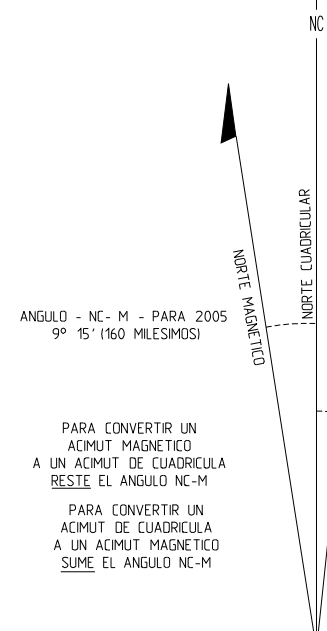 NC
NORTE CUADRICULAR
NORTE MAGNETICO
ANGULO - NC- M - PARA 2005
9º 15' (160 MILESIMOS)
PARA CONVERTIR UN
ACIMUT MAGNETICO
A UN ACIMUT DE CUADRICULA
RESTE EL ANGULO NC-M
PARA CONVERTIR UN
ACIMUT DE CUADRICULA
A UN ACIMUT MAGNETICO
SUME EL ANGULO NC-M